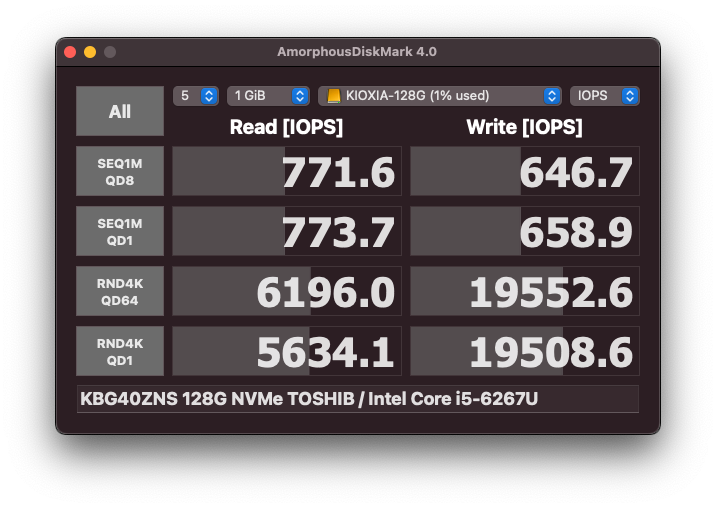 AmorphousDiskMark 4.0
All
5
1 GiB
KIOXIA-128G (1% used)
IOPS
Read [IOPS]
Write [IOPS]
SEQ1M
QD8
771.6
646.7
SEQ1M
QD1
773.7
658.9
RND4K
QD64
6196.0
19552.6
RND4K
QD1
5634.1
19508.6
KBG40ZNS 128G NVMe TOSHIB / Intel Core i5-6267U